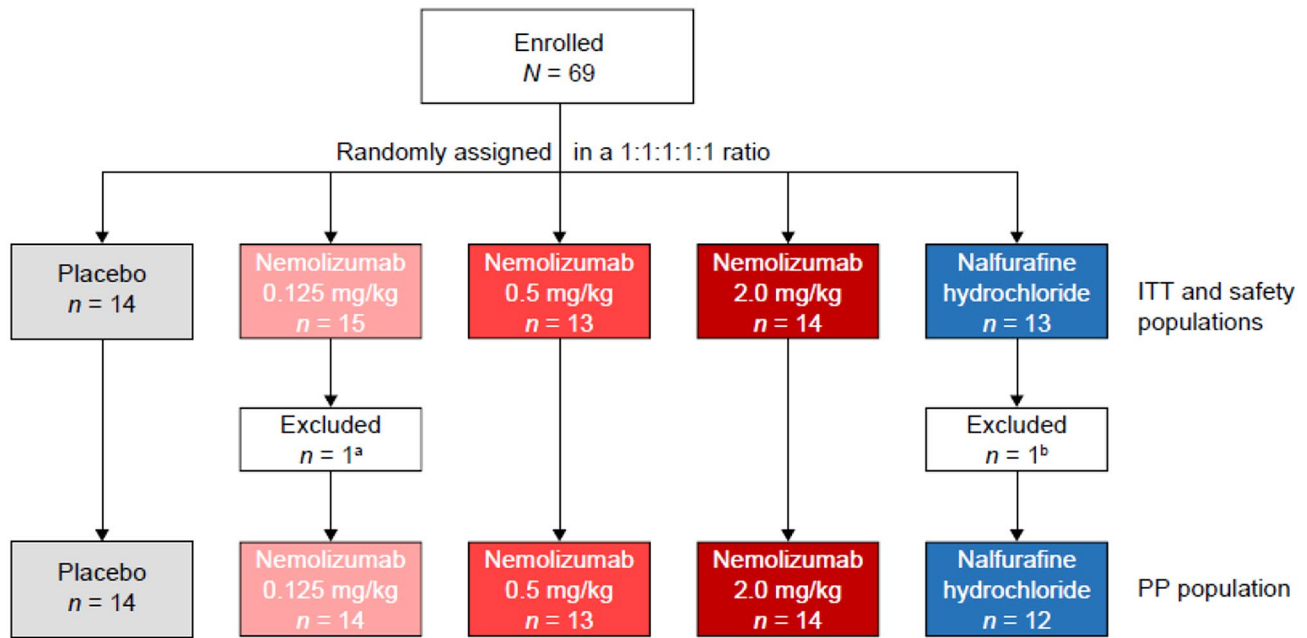 Enrolled
N = 69
Randomly assigned in a 1:1:1:1:1 ratio
Placebo
n = 14
Nemolizumab
0.125 mg/kg
n = 15
Nemolizumab
0.5 mg/kg
n = 13
Nemolizumab
2.0 mg/kg
n = 14
Nalfurafine
hydrochloride
n = 13
ITT and safety
populations
Excluded
n = 1ᵃ
Excluded
n = 1ᵇ
Placebo
n = 14
Nemolizumab
0.125 mg/kg
n = 14
Nemolizumab
0.5 mg/kg
n = 13
Nemolizumab
2.0 mg/kg
n = 14
Nalfurafine
hydrochloride
n = 12
PP population